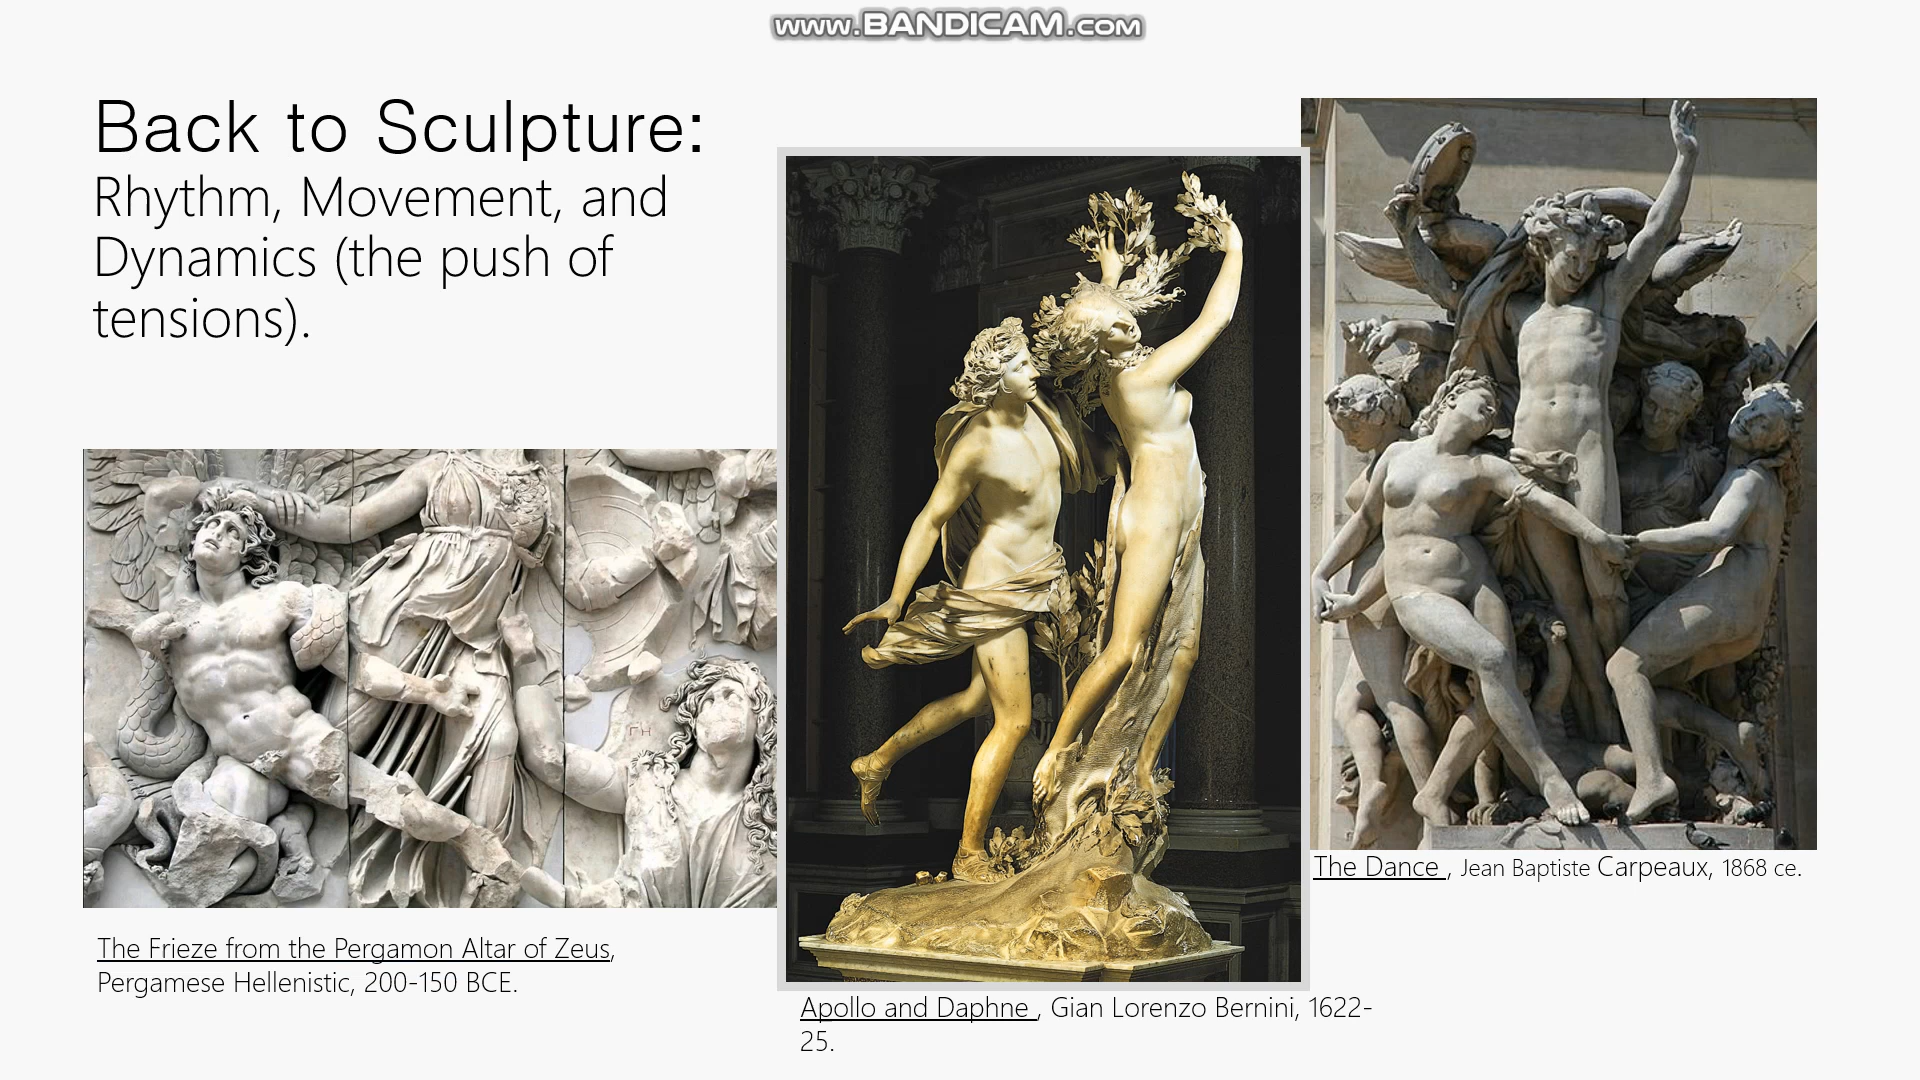 www.BANDICAM.com
Back to Sculpture:
Rhythm, Movement, and
Dynamics (the push of
tensions).
ΓΗ
The Dance , Jean Baptiste Carpeaux, 1868 ce.
The Frieze from the Pergamon Altar of Zeus,
Pergamese Hellenistic, 200-150 BCE.
Apollo and Daphne , Gian Lorenzo Bernini, 1622-
25.